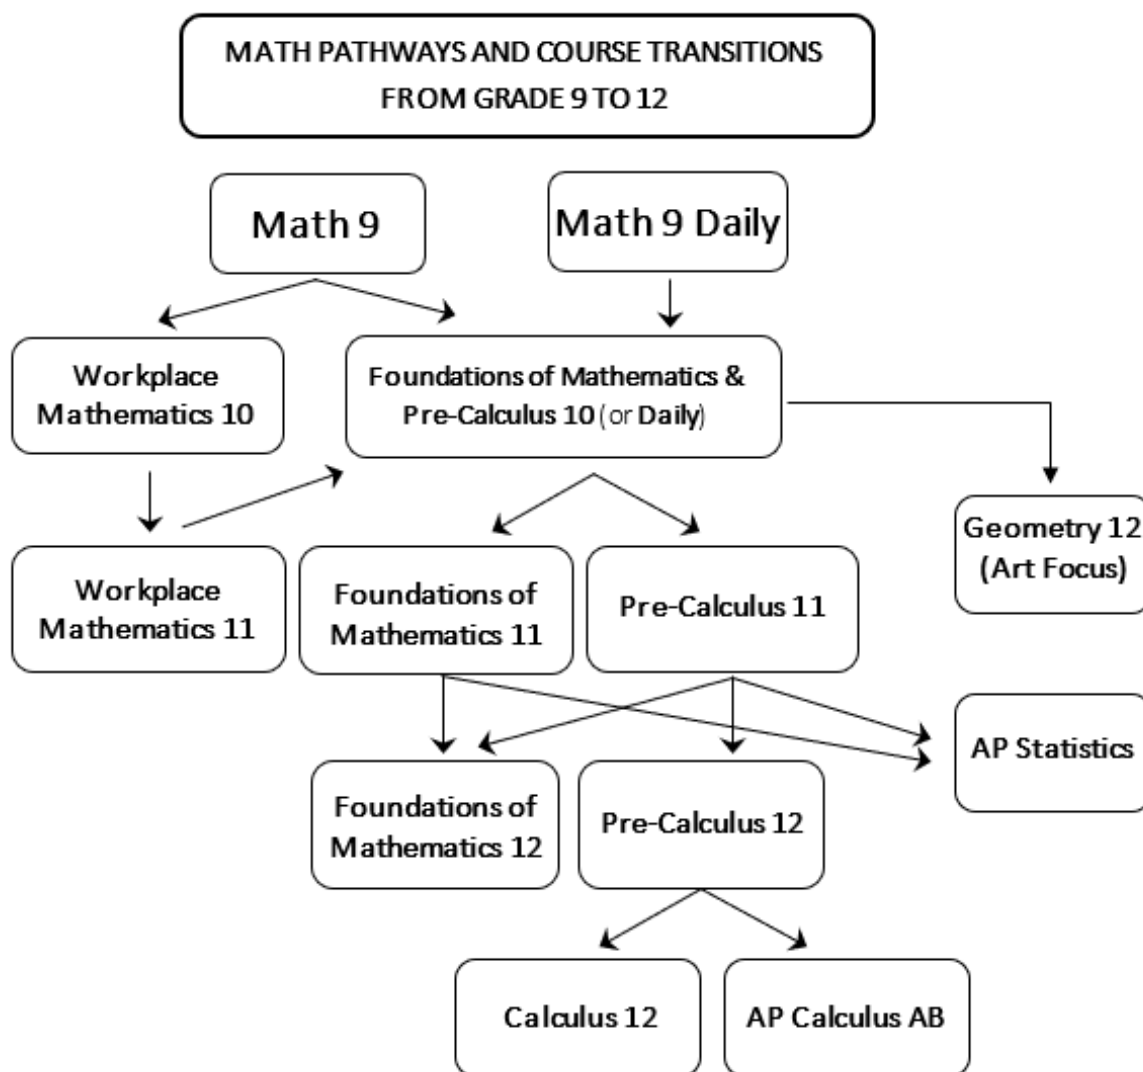 MATH PATHWAYS AND COURSE TRANSITIONS
FROM GRADE 9 TO 12
Math 9
Math 9 Daily
Workplace
Mathematics 10
Foundations of Mathematics &
Pre-Calculus 10 (or Daily)
Workplace
Mathematics 11
Foundations of
Mathematics 11
Pre-Calculus 11
Geometry 12
(Art Focus)
AP Statistics
Foundations of
Mathematics 12
Pre-Calculus 12
Calculus 12
AP Calculus AB